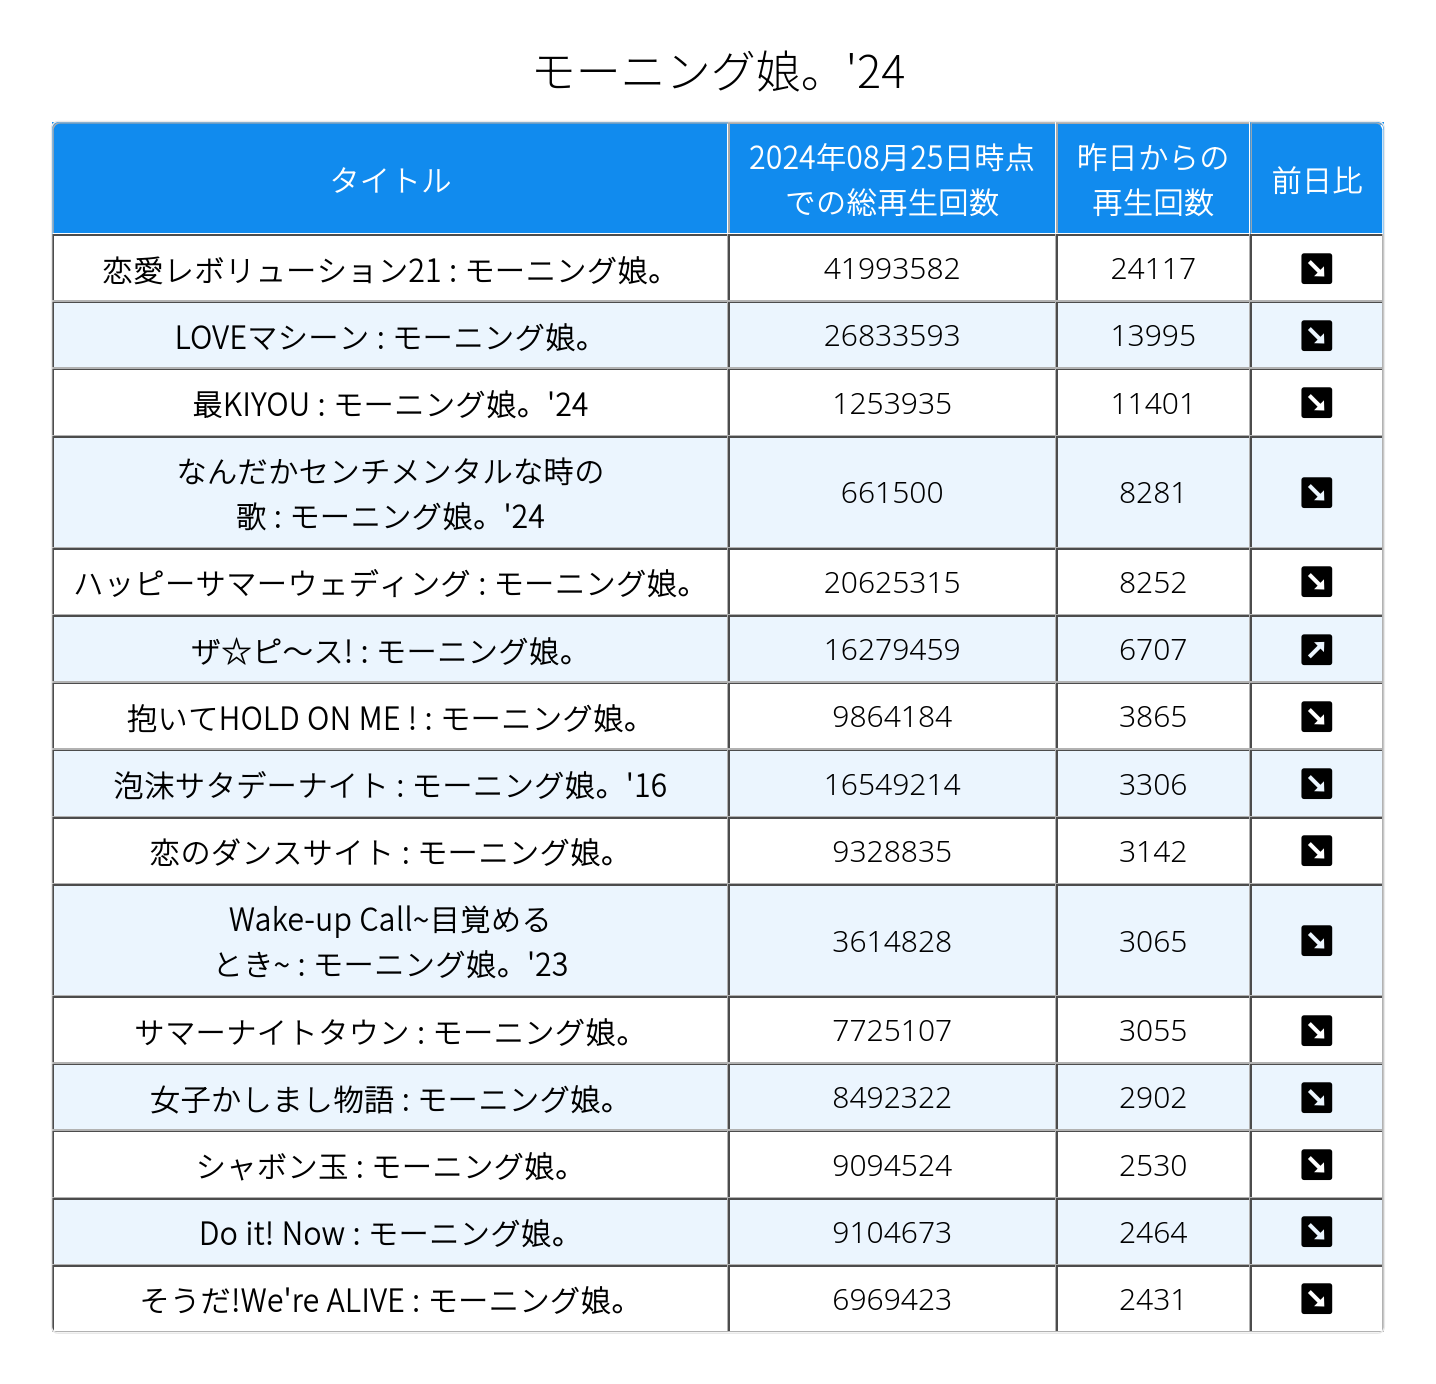 モーニング娘。'24
タイトル
2024年08月25日時点
での総再生回数
昨日からの
再生回数
前日比
恋愛レボリューション21 : モーニング娘。 41993582 24117
LOVEマシーン : モーニング娘。 26833593 13995
最KIYOU : モーニング娘。'24 1253935 11401
なんだかセンチメンタルな時の
歌 : モーニング娘。'24 661500 8281
ハッピーサマーウェディング : モーニング娘。 20625315 8252
ザ☆ピ〜ス! : モーニング娘。 16279459 6707
抱いてHOLD ON ME ! : モーニング娘。 9864184 3865
泡沫サタデーナイト : モーニング娘。'16 16549214 3306
恋のダンスサイト : モーニング娘。 9328835 3142
Wake-up Call~目覚める
とき~ : モーニング娘。'23 3614828 3065
サマーナイトタウン : モーニング娘。 7725107 3055
女子かしまし物語 : モーニング娘。 8492322 2902
シャボン玉 : モーニング娘。 9094524 2530
Do it! Now : モーニング娘。 9104673 2464
そうだ!We're ALIVE : モーニング娘。 6969423 2431